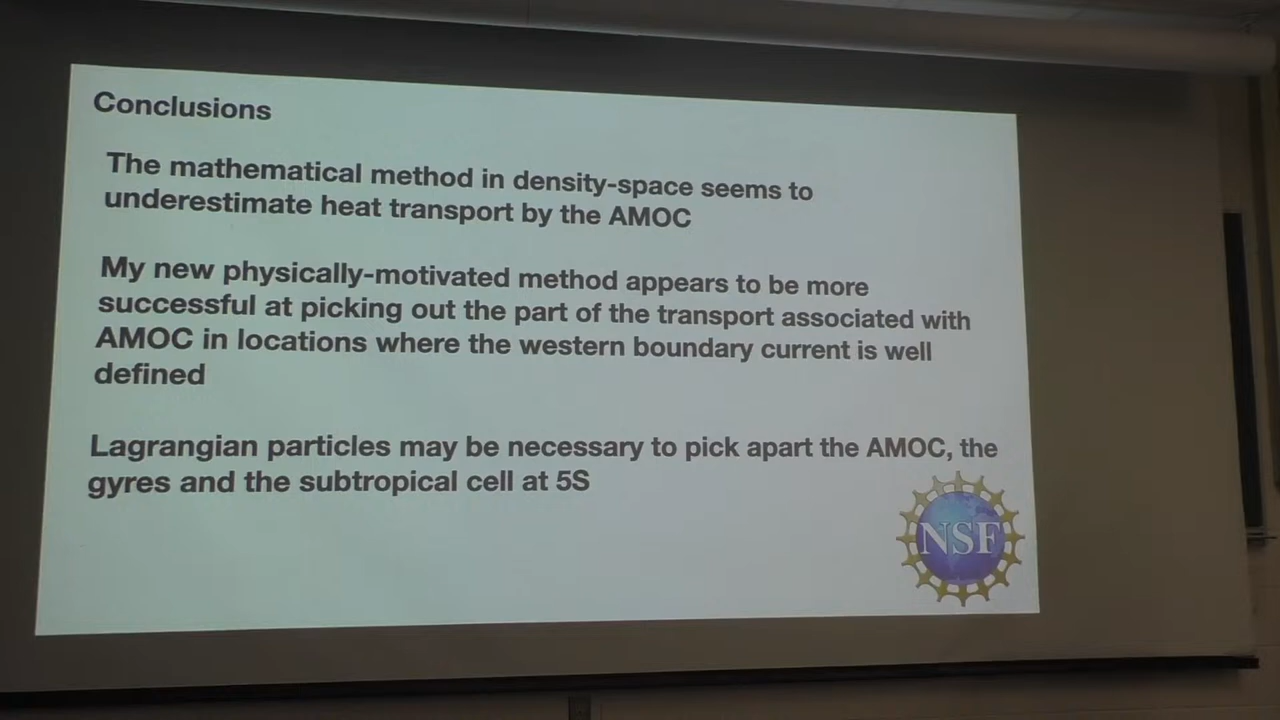 Conclusions
The mathematical method in density-space seems to
underestimate heat transport by the AMOC
My new physically-motivated method appears to be more
successful at picking out the part of the transport associated with
AMOC in locations where the western boundary current is well
defined
Lagrangian particles may be necessary to pick apart the AMOC, the
gyres and the subtropical cell at 5S
NSF